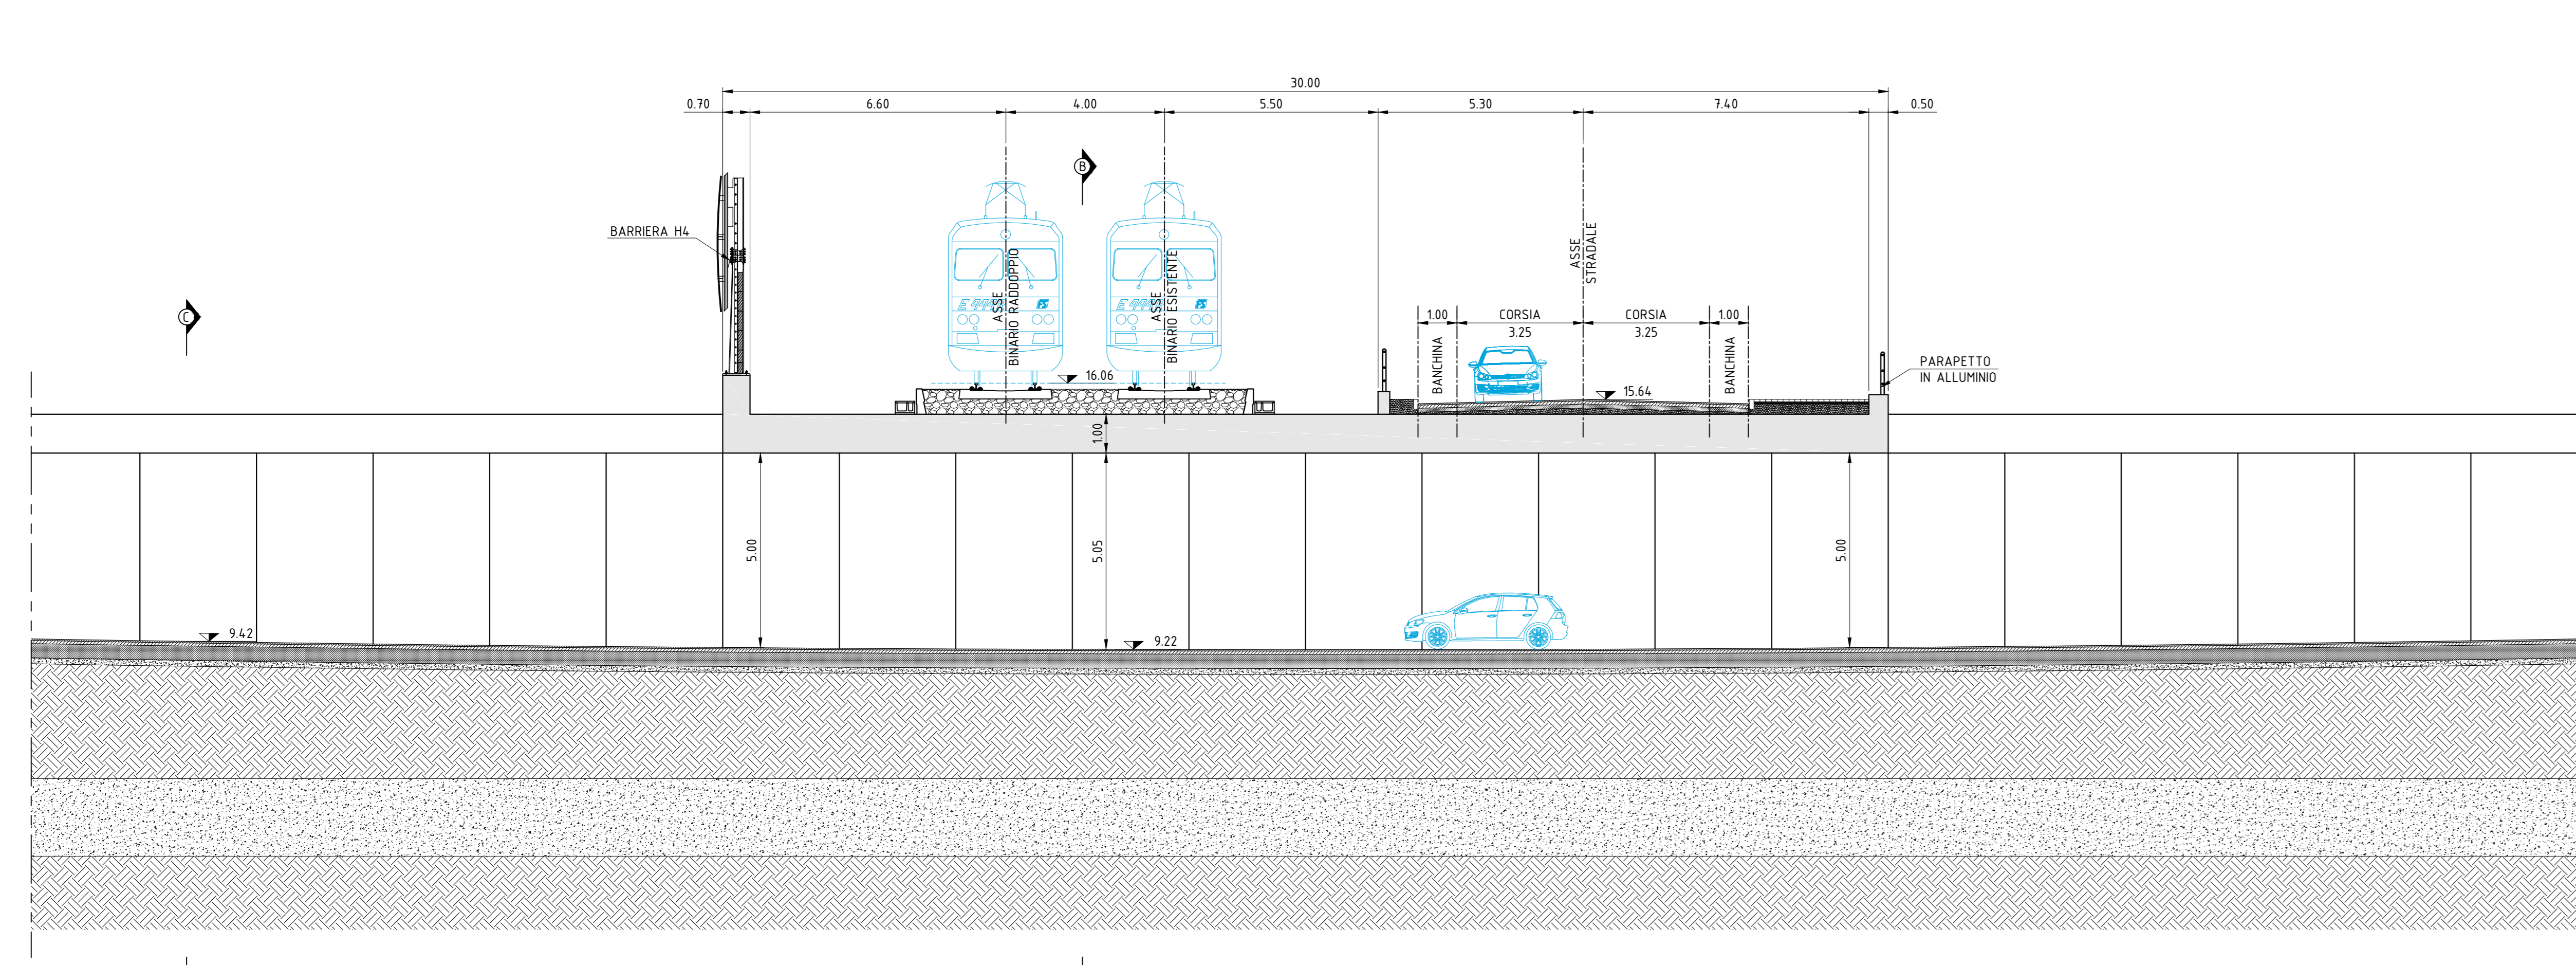 30.00
0.70 6.60 4.00 5.50 5.30 7.40 0.50
B
BARRIERA H4
C
ASSE
BINARIO RADDOPPIO
ASSE
BINARIO ESISTENTE
ASSE
STRADALE
FS
FS
1.00 CORSIA CORSIA 1.00
3.25 3.25
BANCHINA
BANCHINA
PARAPETTO
IN ALLUMINIO
16.06
15.64
1.00
5.00
5.05
5.00
9.42
9.22